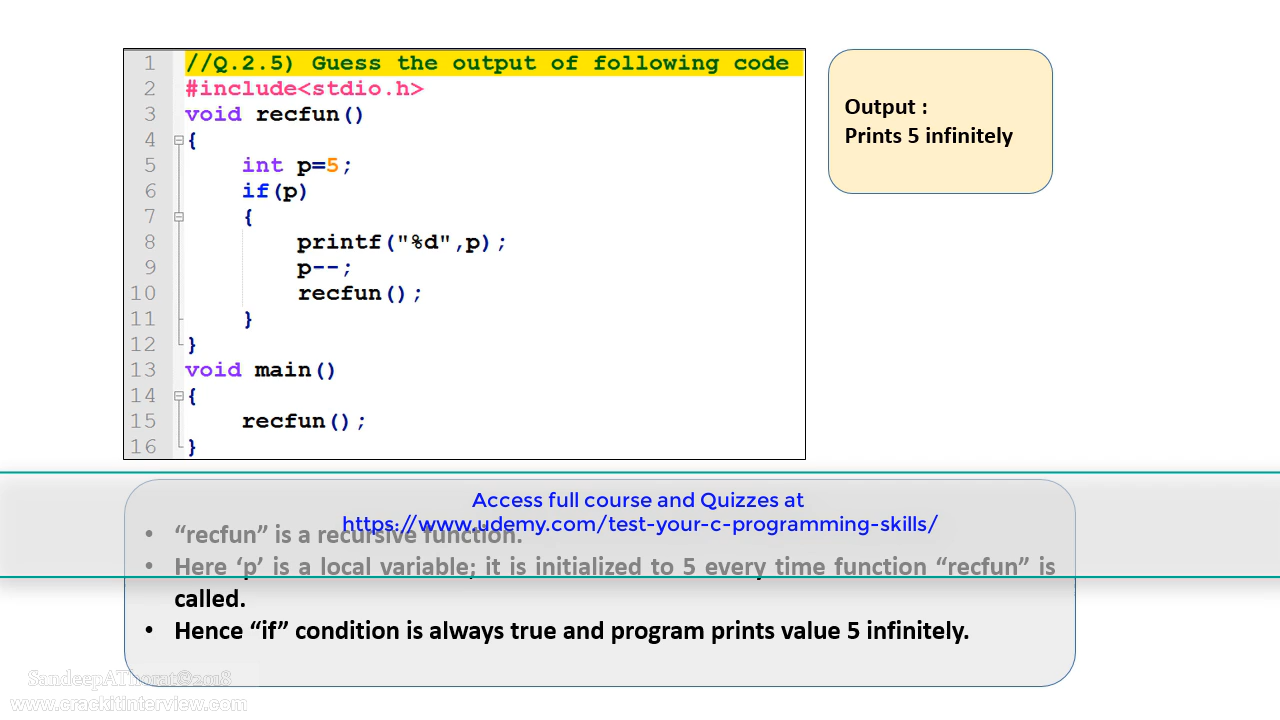 1 //Q.2.5) Guess the output of following code
2 #include<stdio.h>
3 void recfun()
4 {
5 int p=5;
6 if(p)
7 {
8 printf("%d",p);
9 p--;
10 recfun();
11 }
12 }
13 void main()
14 {
15 recfun();
16 }
Output :
Prints 5 infinitely
Access full course and Quizzes at
https://www.udemy.com/test-your-c-programming-skills/
• “recfun” is a recursive function.
• Here ‘p’ is a local variable; it is initialized to 5 every time function “recfun” is
called.
• Hence “if” condition is always true and program prints value 5 infinitely.
SandeepAThorat©2018
www.crackitinterview.com